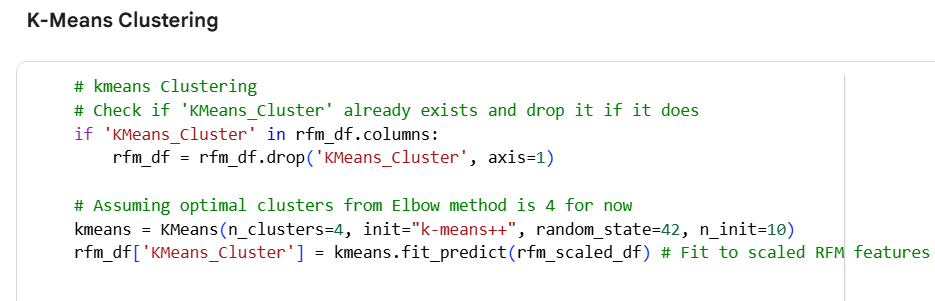 K-Means Clustering
# kmeans Clustering
# Check if 'KMeans_Cluster' already exists and drop it if it does
if 'KMeans_Cluster' in rfm_df.columns:
    rfm_df = rfm_df.drop('KMeans_Cluster', axis=1)
# Assuming optimal clusters from Elbow method is 4 for now
kmeans = KMeans(n_clusters=4, init="k-means++", random_state=42, n_init=10)
rfm_df['KMeans_Cluster'] = kmeans.fit_predict(rfm_scaled_df) # Fit to scaled RFM features